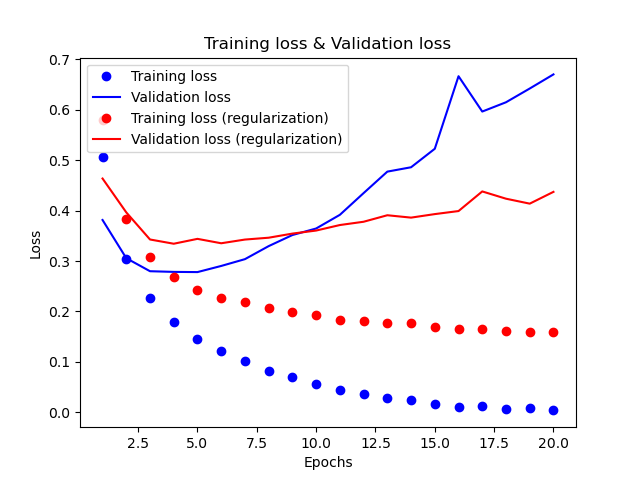 Training loss & Validation loss
Training loss
Validation loss
Training loss (regularization)
Validation loss (regularization)
0.7
0.6
0.5
0.4
0.3
0.2
0.1
0.0
Loss
2.5 5.0 7.5 10.0 12.5 15.0 17.5 20.0
Epochs